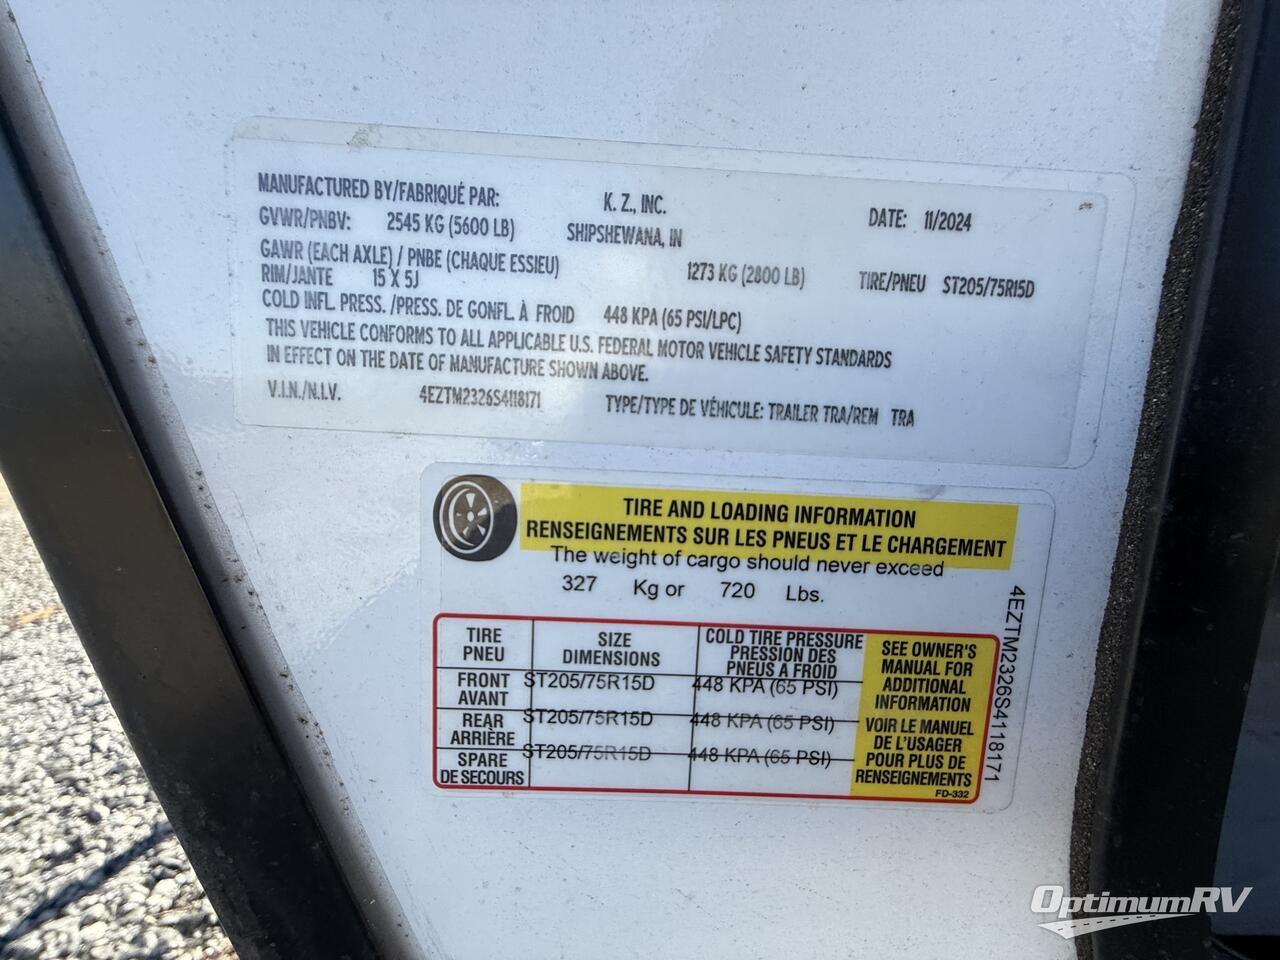 MANUFACTURED BY/FABRIQUÉ PAR: K. Z., INC. DATE: 11/2024
GVWR/PNBV: 2545 KG (5600 LB) SHIPSHEWANA, IN
GAWR (EACH AXLE) / PNBE (CHAQUE ESSIEU) 1273 KG (2800 LB) TIRE/PNEU ST205/75R15D
RIM/JANTE 15 X 5J
COLD INFL. PRESS. /PRESS. DE GONFL. À FROID 448 KPA (65 PSI/LPC)
THIS VEHICLE CONFORMS TO ALL APPLICABLE U.S. FEDERAL MOTOR VEHICLE SAFETY STANDARDS
IN EFFECT ON THE DATE OF MANUFACTURE SHOWN ABOVE.
V.I.N./N.I.V. 4EZTM2326S4118171 TYPE/TYPE DE VÉHICULE: TRAILER TRA/REM TRA
TIRE AND LOADING INFORMATION
RENSEIGNEMENTS SUR LES PNEUS ET LE CHARGEMENT
The weight of cargo should never exceed
327 Kg or 720 Lbs.
TIRE
PNEU
SIZE
DIMENSIONS
COLD TIRE PRESSURE
PRESSION DES
PNEUS A FROID
FRONT
AVANT
ST205/75R15D
448 KPA (65 PSI)
REAR
ARRIÈRE
ST205/75R15D
448 KPA (65 PSI)
SPARE
DE SECOURS
ST205/75R15D
448 KPA (65 PSI)
SEE OWNER'S
MANUAL FOR
ADDITIONAL
INFORMATION
VOIR LE MANUEL
DE L'USAGER
POUR PLUS DE
RENSEIGNEMENTS
FD-332
4EZTM2326S4118171
OptimumRV